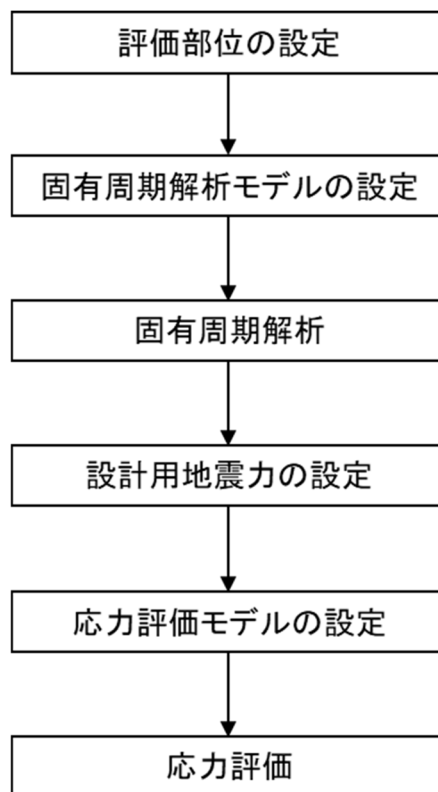 評価部位の設定
固有周期解析モデルの設定
固有周期解析
設計用地震力の設定
応力評価モデルの設定
応力評価